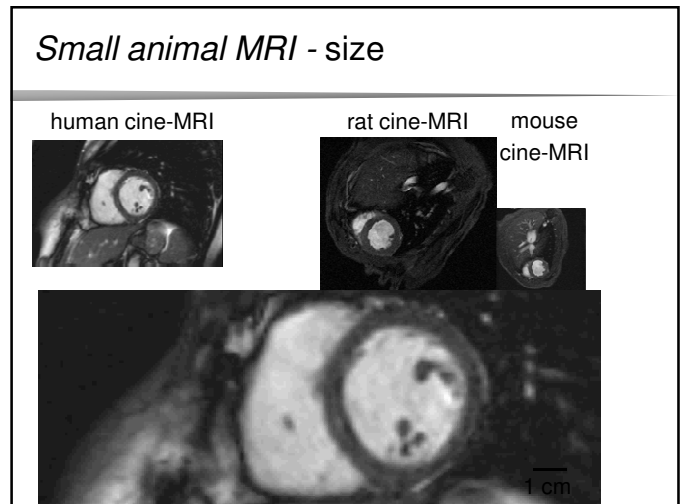 Small animal MRI - size
human cine-MRI
rat cine-MRI
mouse
cine-MRI
1 cm